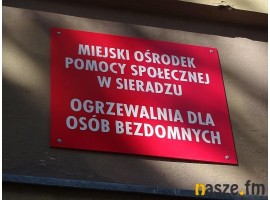 MIEJSKI OŚRODEK
POMOCY SPOŁECZNEJ
W SIERADZU
OGRZEWALNIA DLA
OSÓB BEZDOMNYCH
nasze.fm